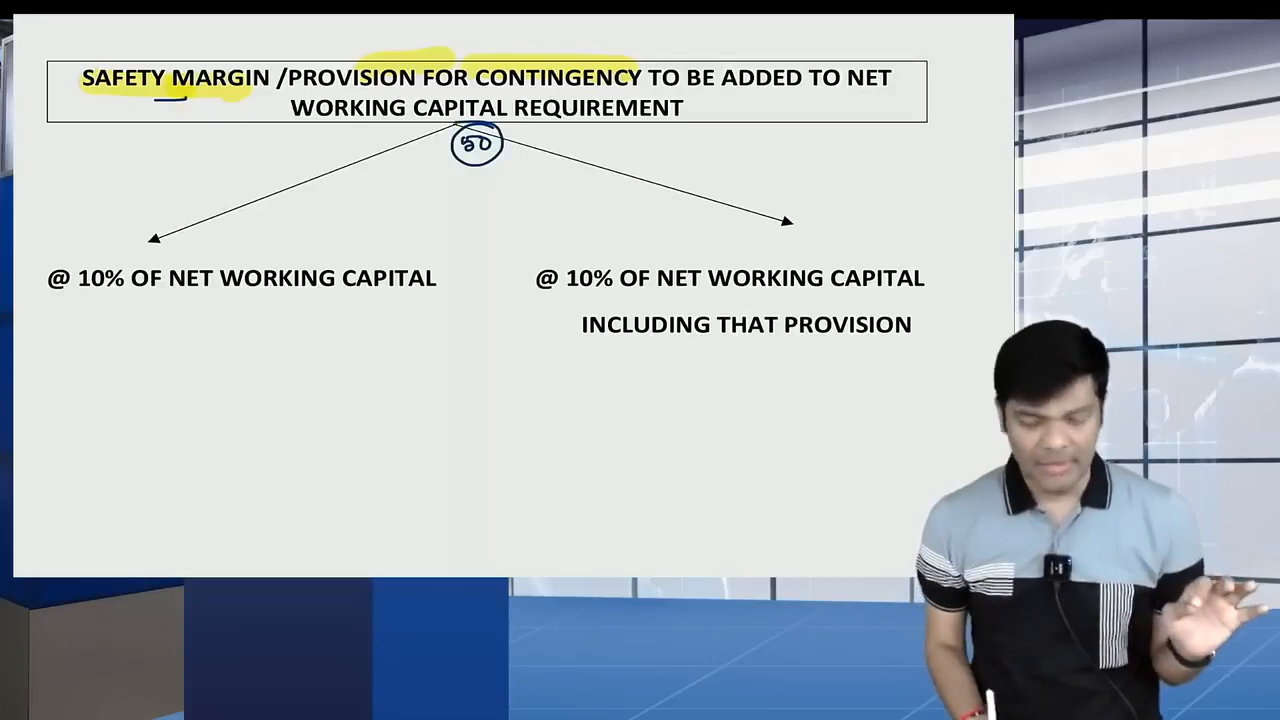 SAFETY MARGIN /PROVISION FOR CONTINGENCY TO BE ADDED TO NET
WORKING CAPITAL REQUIREMENT
50
@ 10% OF NET WORKING CAPITAL
@ 10% OF NET WORKING CAPITAL
INCLUDING THAT PROVISION